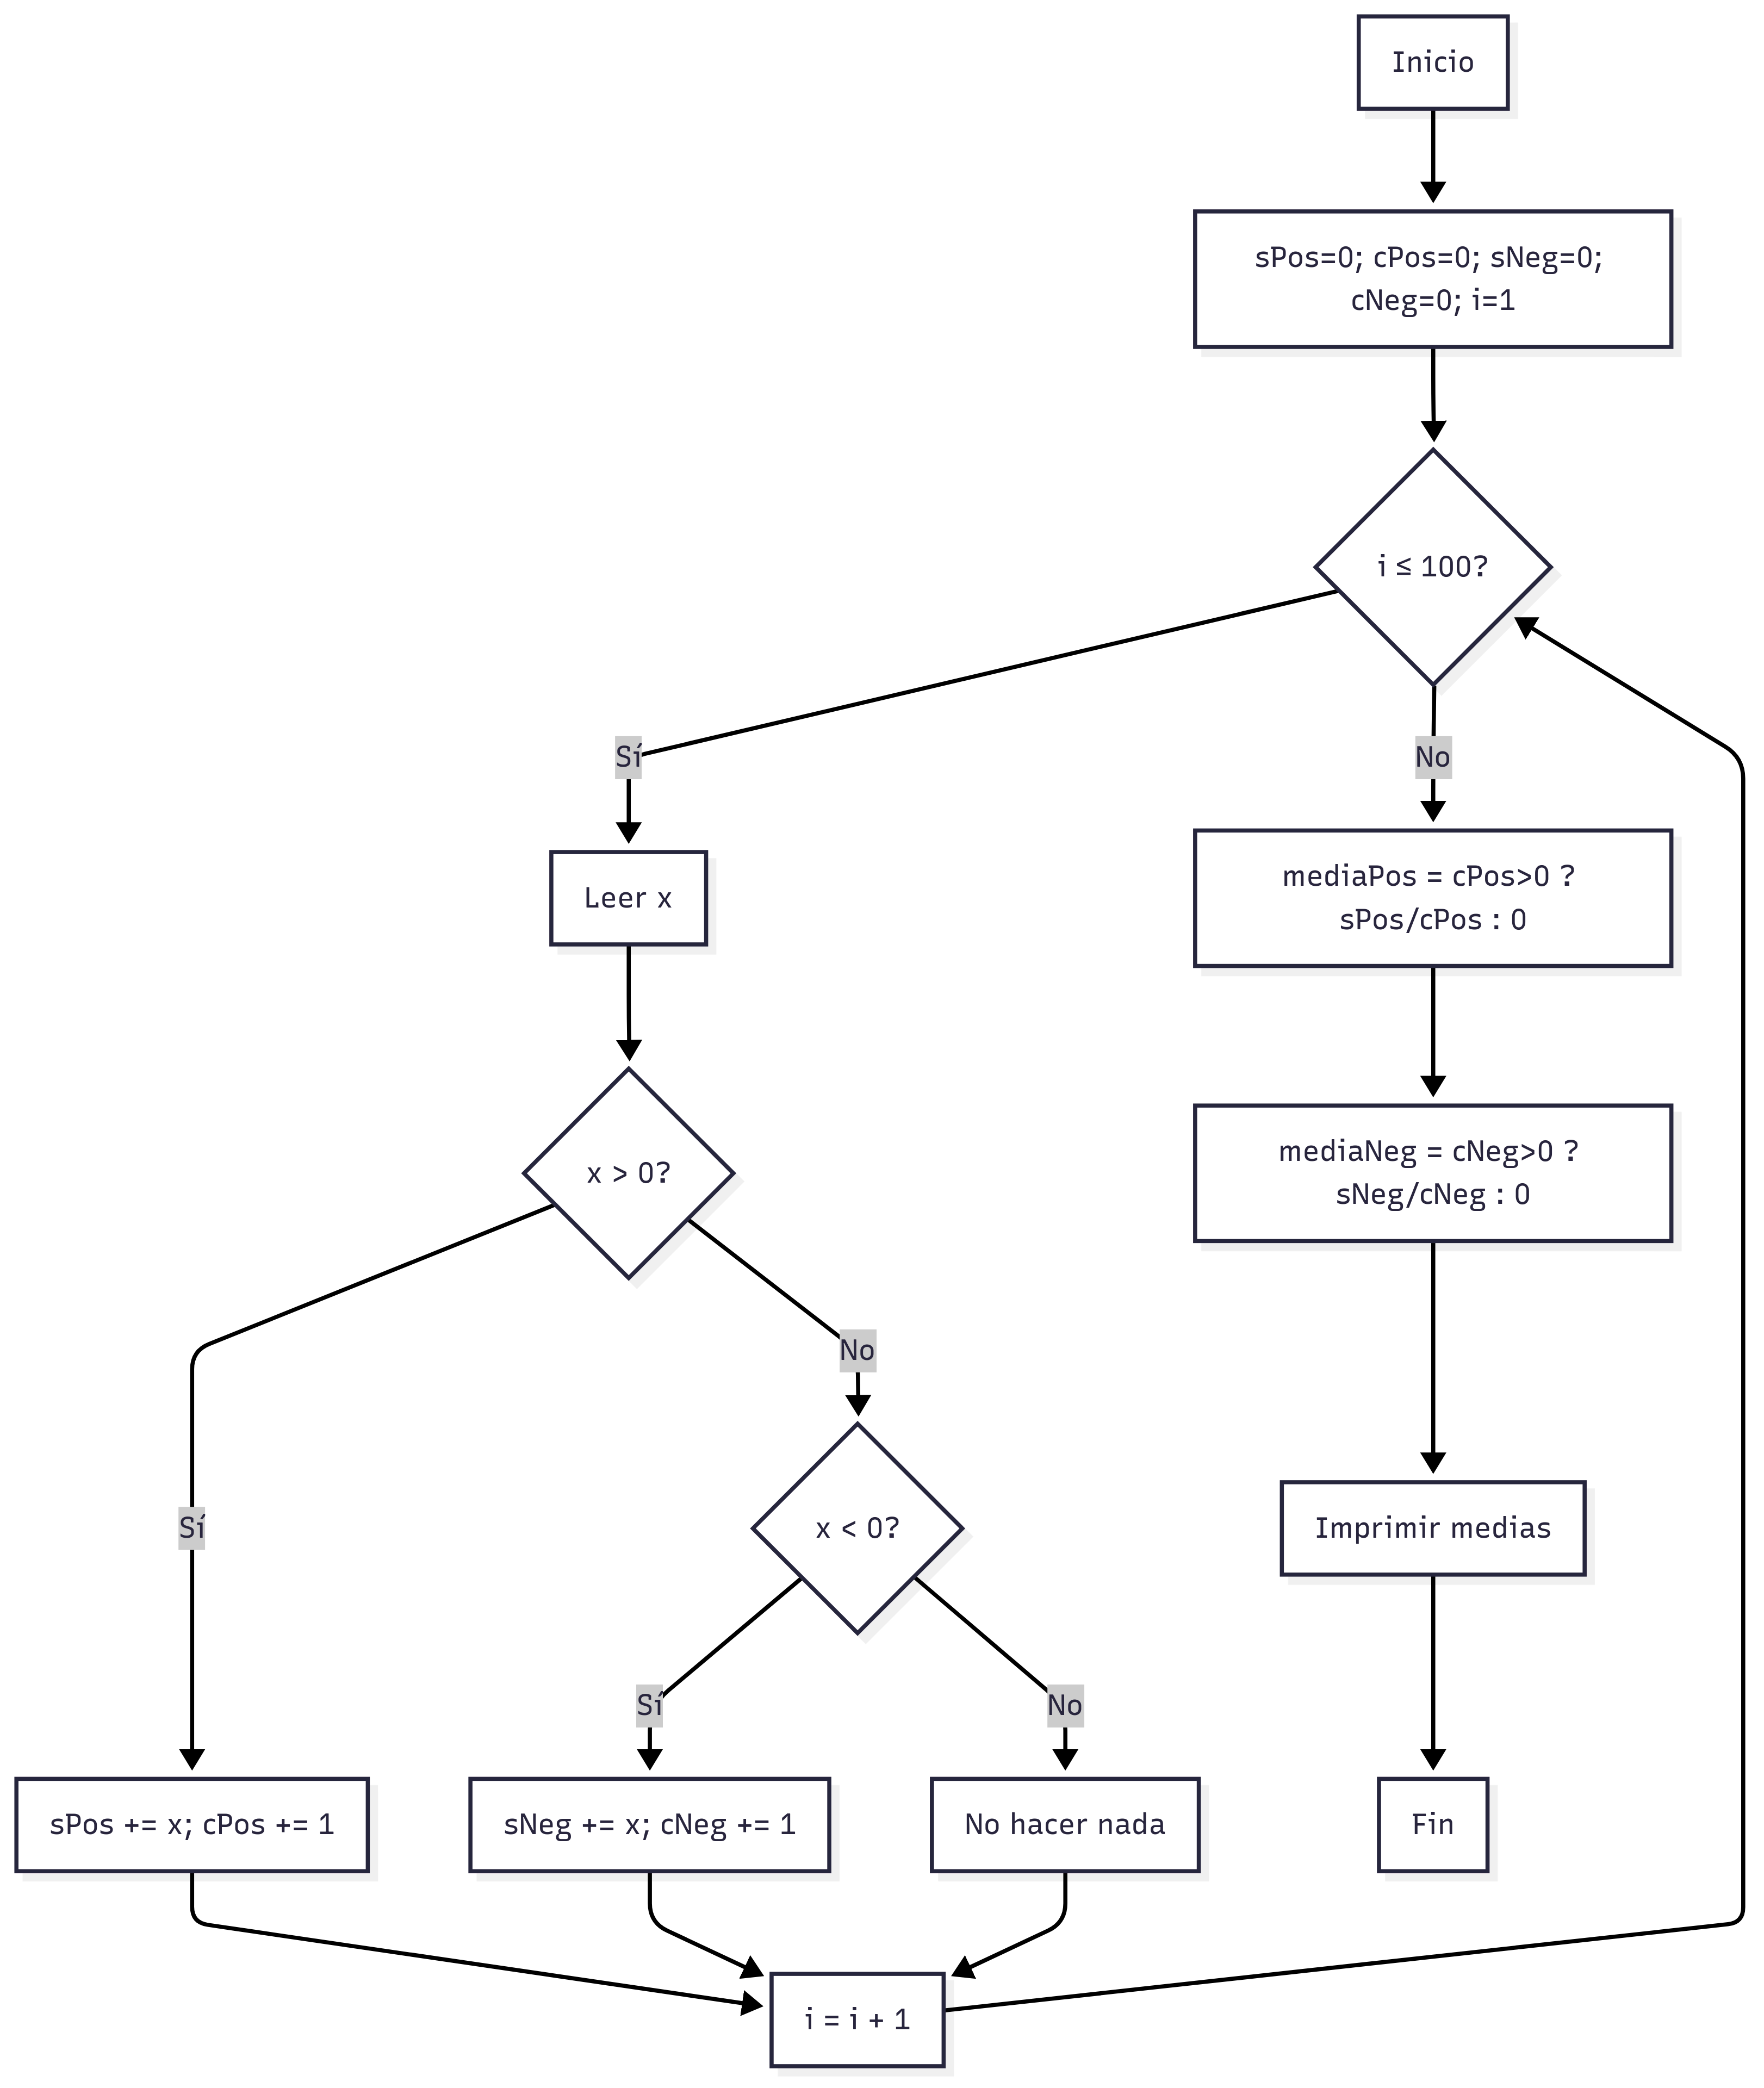 Inicio
sPos=0; cPos=0; sNeg=0;
cNeg=0; i=1
i ≤ 100?
Sí
No
Leer x
mediaPos = cPos>0 ?
sPos/cPos : 0
x > 0?
mediaNeg = cNeg>0 ?
sNeg/cNeg : 0
No
Sí
x < 0?
Imprimir medias
Sí
No
sPos += x; cPos += 1
sNeg += x; cNeg += 1
No hacer nada
Fin
i = i + 1